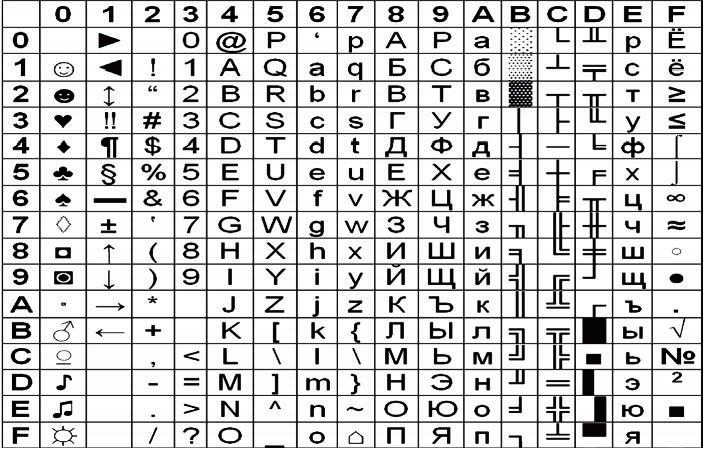 0 1 2 3 4 5 6 7 8 9 A B C D E F
0 ► 0 @ P ‘ p А Р а ░ └ ╨ р Ё
1 ☺ ◄ ! 1 A Q a q Б С б ▒ ┴ ╤ с ё
2 ☻ ↕ “ 2 B R b r В Т в ▓ ┬ ╥ т ≥
3 ♥ ‼ # 3 C S c s Г У г │ ├ ╙ у ≤
4 ♦ ¶ $ 4 D T d t Д Ф д ┤ ─ ╘ ф ⌠
5 ♣ § % 5 E U e u Е Х е ╡ ┼ ╒ х ⌡
6 ♠ ▬ & 6 F V f v Ж Ц ж ╢ ╞ ╓ ц ∞
7 ◊ ± ‛ 7 G W g w З Ч з ╖ ╟ ╫ ч ≈
8 ◘ ↑ ( 8 H X h x И Ш и ╕ ╚ ╪ ш ○
9 ◙ ↓ ) 9 I Y i y Й Щ й ╣ ╔ ┘ щ ●
A → * J Z j z К Ъ к ║ ╩ ┌ ъ .
B ♂ ← + K [ k { Л Ы л ╗ ╦ █ ы √
C , < L \ l \ М Ь м ╝ ╠ ■ ь №
D ♪ - = M ] m } Н Э н ╜ ═ ▌ э ²
E ♫ . > N ^ n ~ О Ю о ╛ ╬ ▐ ю ■
F ☼ / ? O _ o ⌂ П Я п ┐ ╧ ▀ я